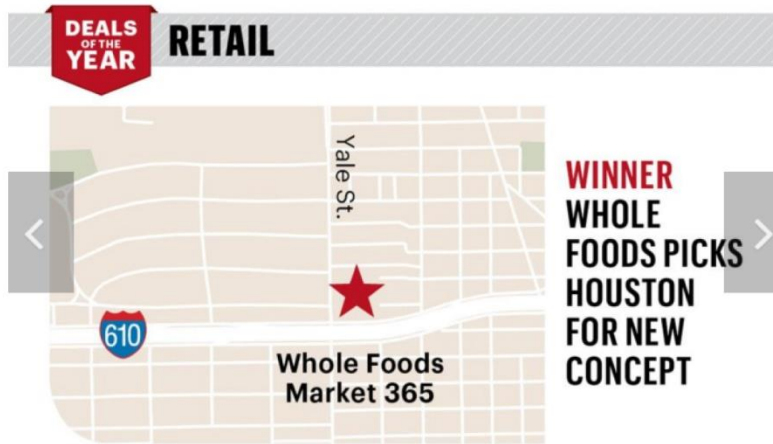 DEALS
OF THE
YEAR
RETAIL
Yale St.
610
Whole Foods
Market 365
WINNER
WHOLE
FOODS PICKS
HOUSTON
FOR NEW
CONCEPT